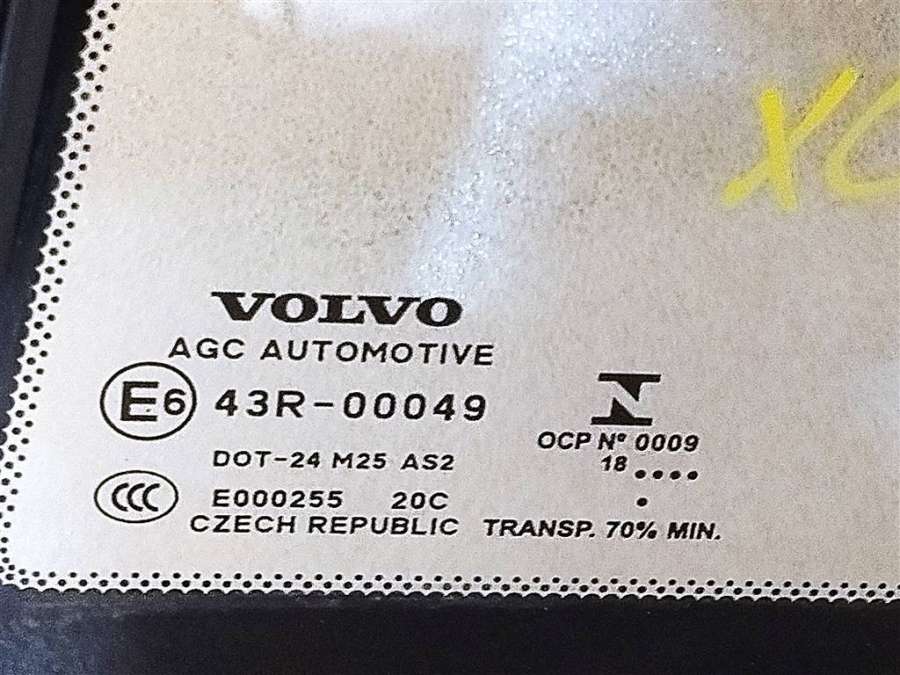 XC
VOLVO
AGC AUTOMOTIVE
E6 43R-00049
DOT-24 M25 AS2
CCC E000255 20C
CZECH REPUBLIC TRANSP. 70% MIN.
N
OCP Nº 0009
18 ....
.